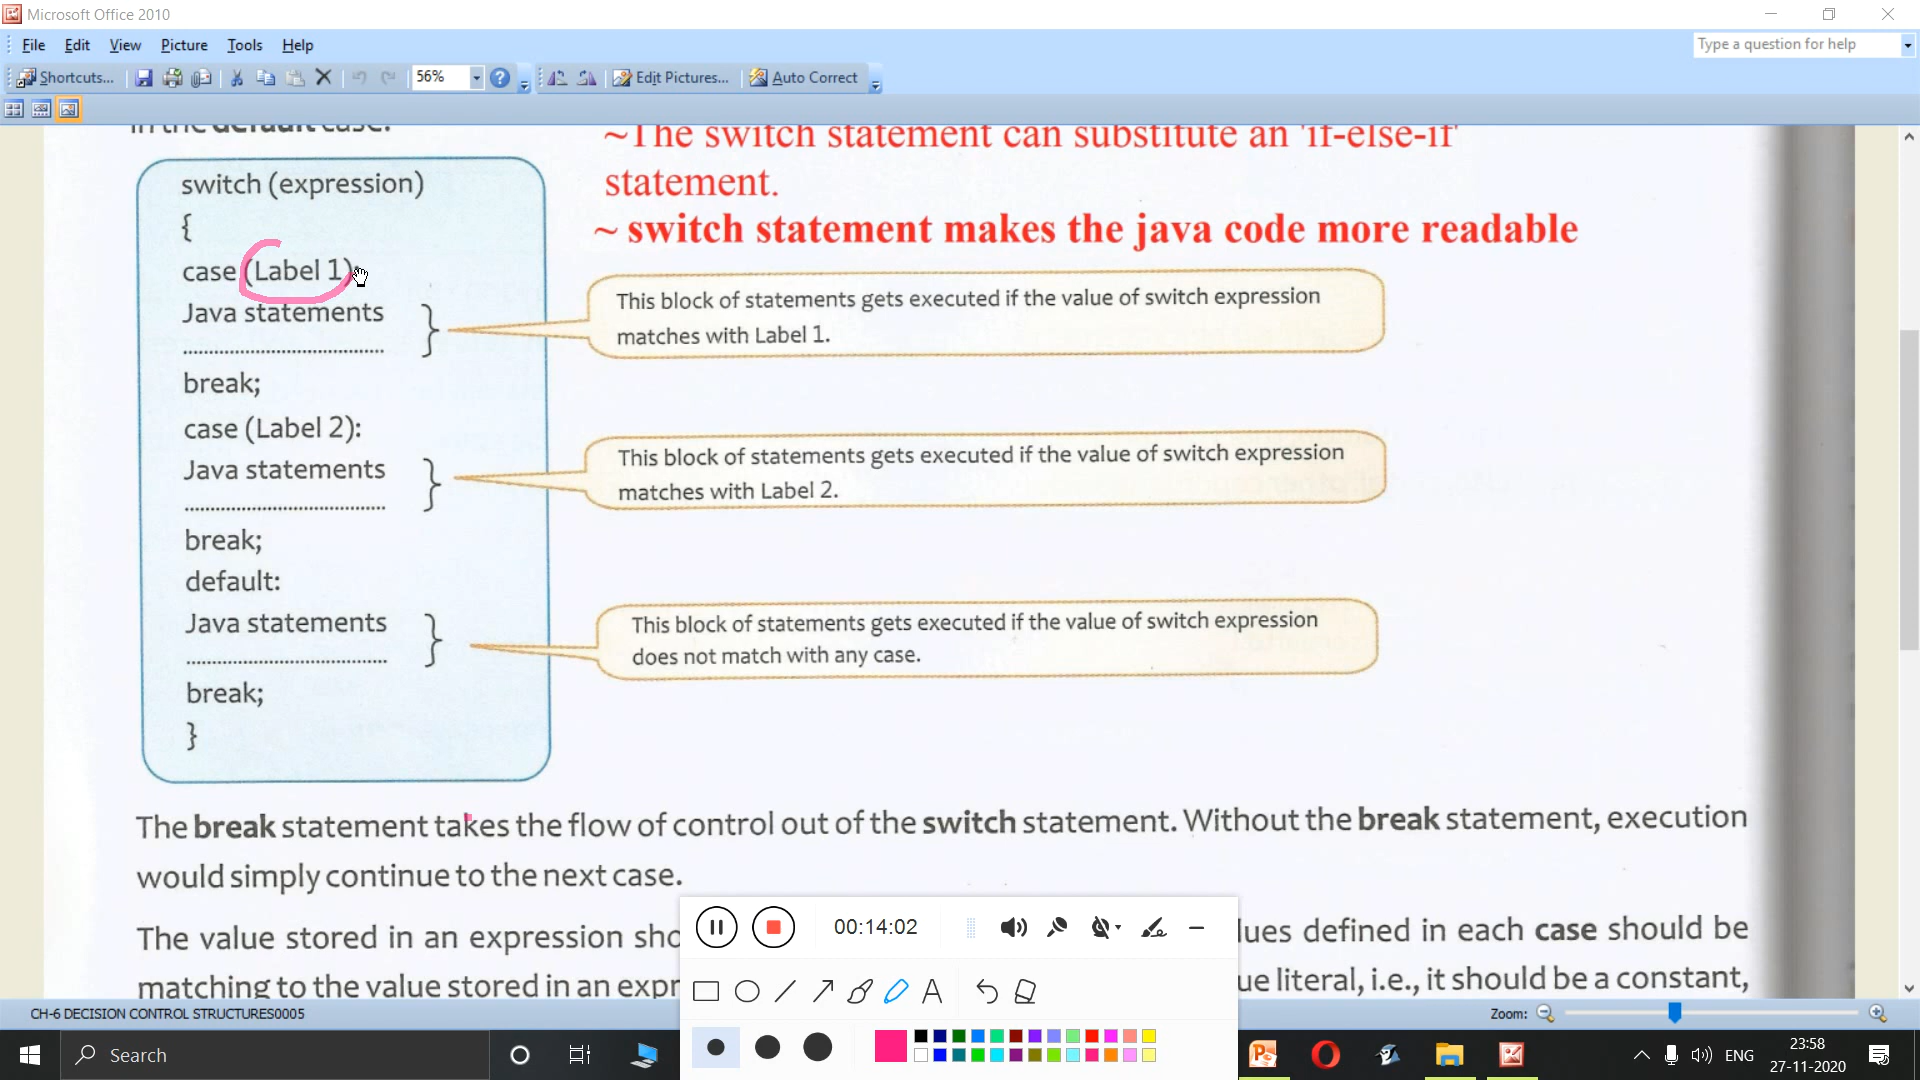 Microsoft Office 2010
File Edit View Picture Tools Help
Type a question for help
Shortcuts... 56% Edit Pictures... Auto Correct
in the default case.
~The switch statement can substitute an 'if-else-if'
statement.
~ switch statement makes the java code more readable
switch (expression)
{
case (Label 1):
Java statements
..................................
break;
case (Label 2):
Java statements
..................................
break;
default:
Java statements
..................................
break;
}
This block of statements gets executed if the value of switch expression
matches with Label 1.
This block of statements gets executed if the value of switch expression
matches with Label 2.
This block of statements gets executed if the value of switch expression
does not match with any case.
The break statement takes the flow of control out of the switch statement. Without the break statement, execution
would simply continue to the next case.
The value stored in an expression lues defined in each case should be
matching to the value stored in an ue literal, i.e., it should be a constant,
00:14:02
A
CH-6 DECISION CONTROL STRUCTURES0005
Zoom:
Search
ENG
23:58
27-11-2020